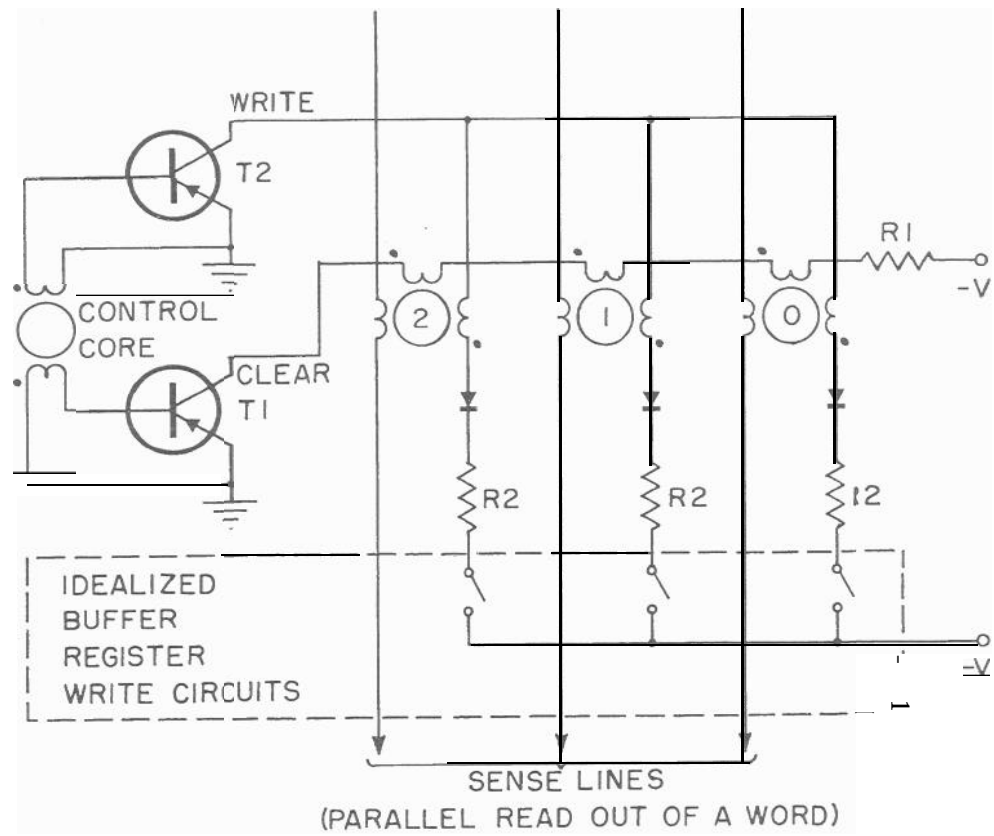 WRITE
T2
R1
-V
CONTROL
CORE
2
1
0
CLEAR
T1
R2
R2
12
IDEALIZED
BUFFER
REGISTER
WRITE CIRCUITS
-V
1
SENSE LINES
(PARALLEL READ OUT OF A WORD)